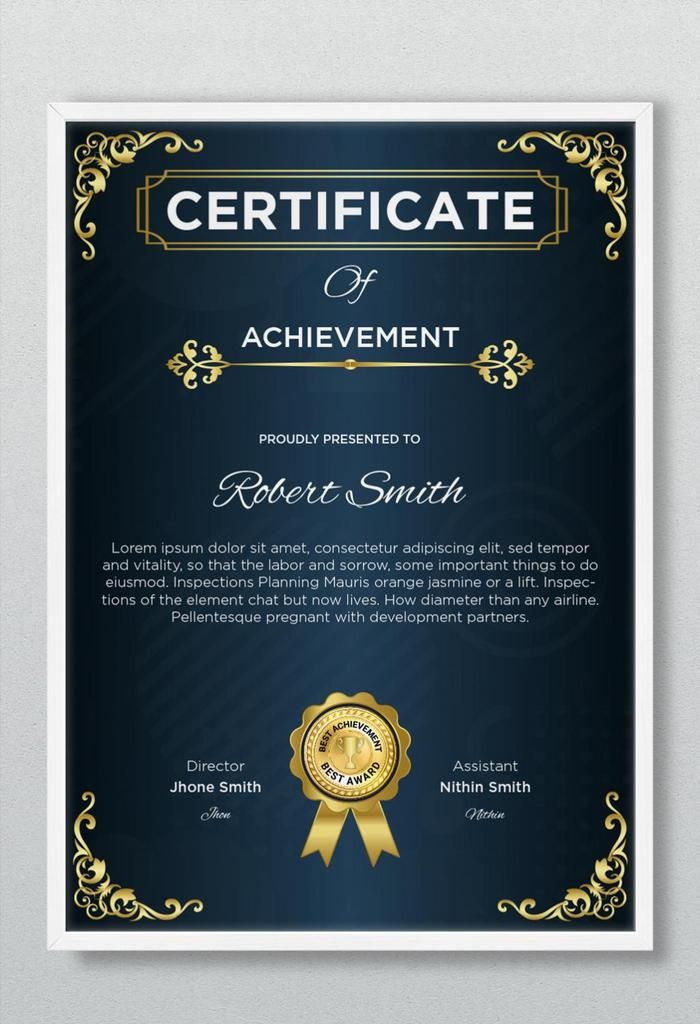 CERTIFICATE
Of
ACHIEVEMENT
PROUDLY PRESENTED TO
Robert Smith
Lorem ipsum dolor sit amet, consectetur adipiscing elit, sed tempor
and vitality, so that the labor and sorrow, some important things to do
eiusmod. Inspections Planning Mauris orange jasmine or a lift. Inspec-
tions of the element chat but now lives. How diameter than any airline.
Pellentesque pregnant with development partners.
BEST ACHIEVEMENT
BEST AWARD
Director
Jhone Smith
Jhon
Assistant
Nithin Smith
Nithin